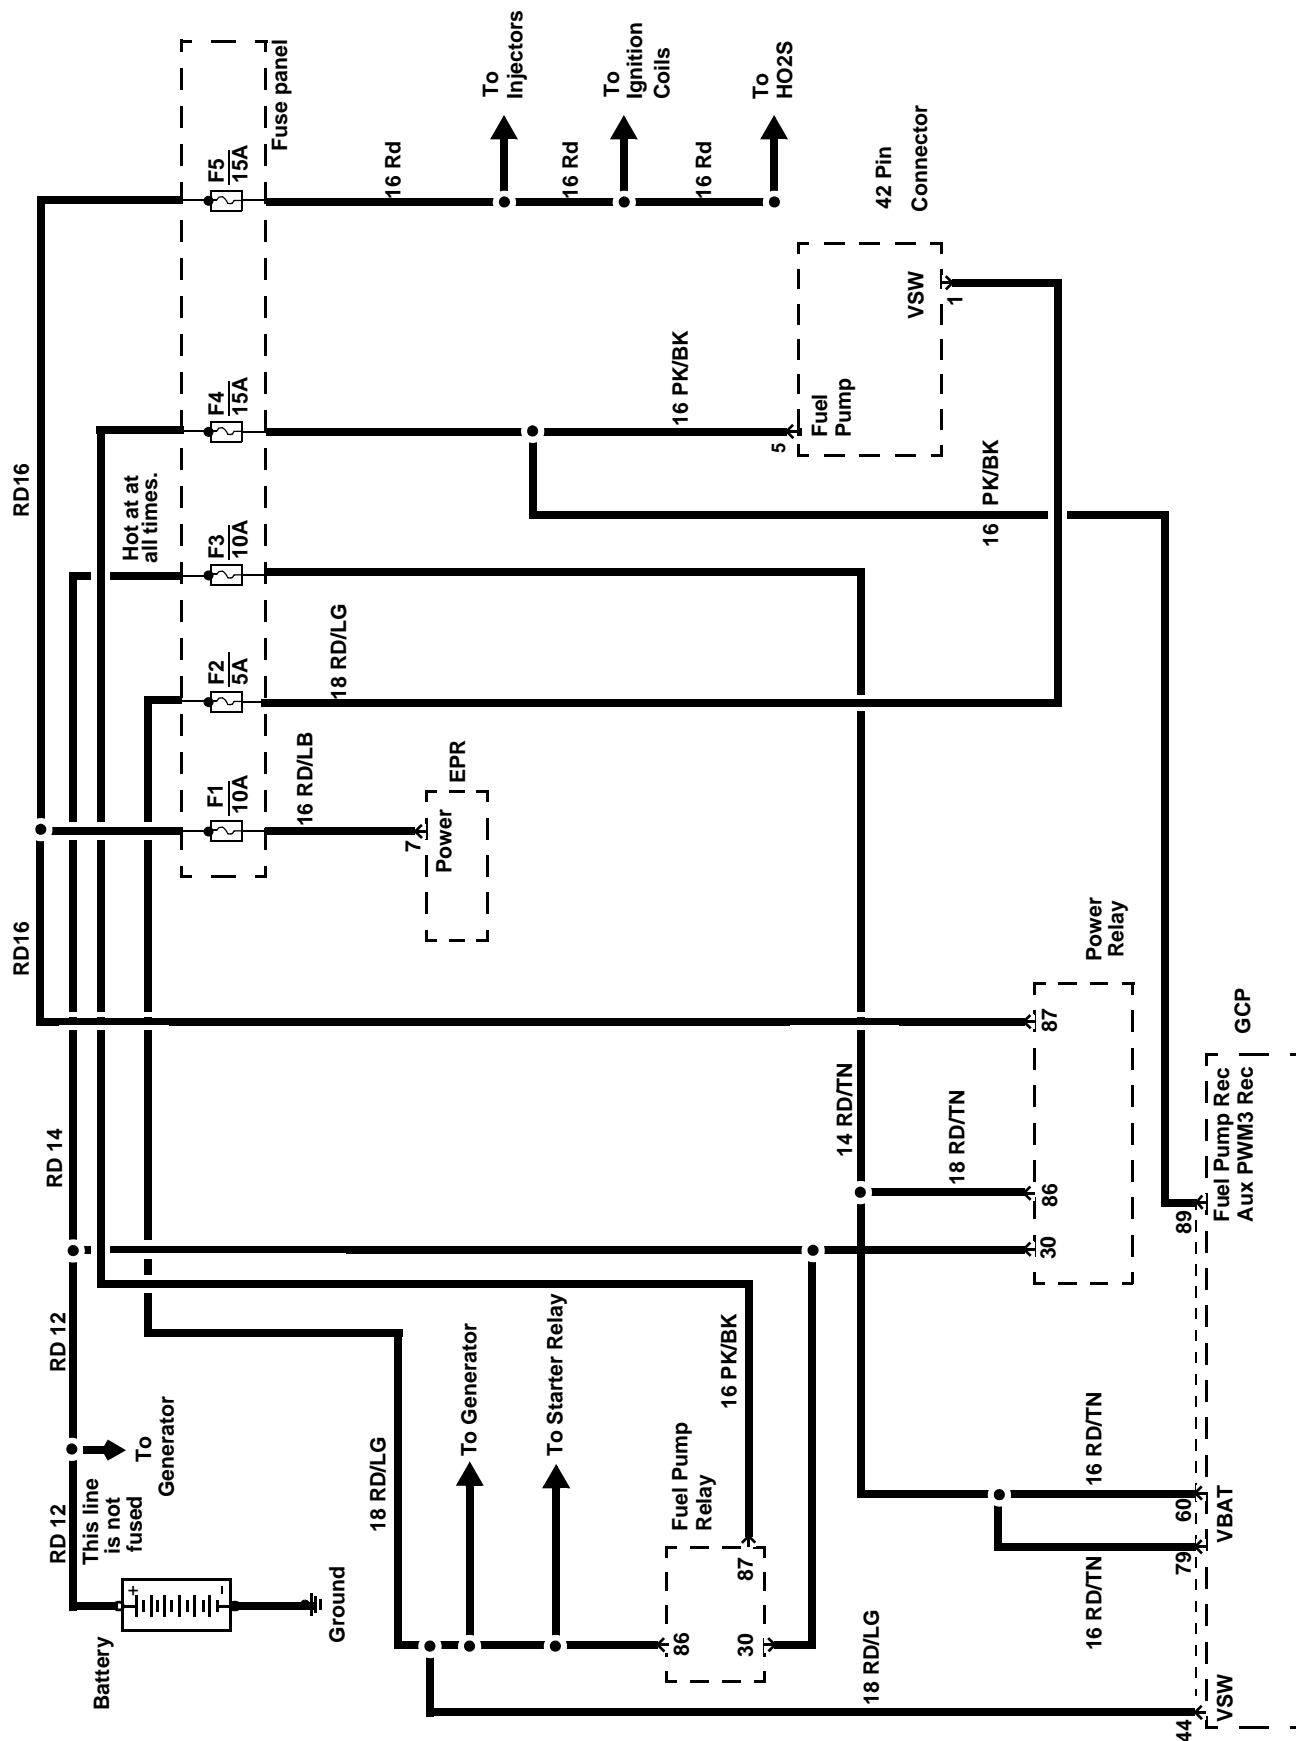 Battery
Ground
This line
is not
fused
RD 12
To
Generator
RD 12
RD 14
RD16
RD16
Hot at at
all times.
Fuse panel
F1
10A
F2
5A
F3
10A
F4
15A
F5
15A
16 RD/LB
18 RD/LG
16 Rd
16 Rd
16 Rd
To
Injectors
To
Ignition
Coils
To
HO2S
EPR
Power
7
18 RD/LG
To Generator
To Starter Relay
Fuel Pump
Relay
86
30
87
16 PK/BK
16 PK/BK
5
Fuel
Pump
VSW
1
42 Pin
Connector
16 PK/BK
14 RD/TN
18 RD/TN
Power
Relay
30
86
87
18 RD/LG
16 RD/TN
16 RD/TN
44
VSW
79
60
VBAT
89
Fuel Pump Rec
Aux PWM3 Rec
GCP
+
-